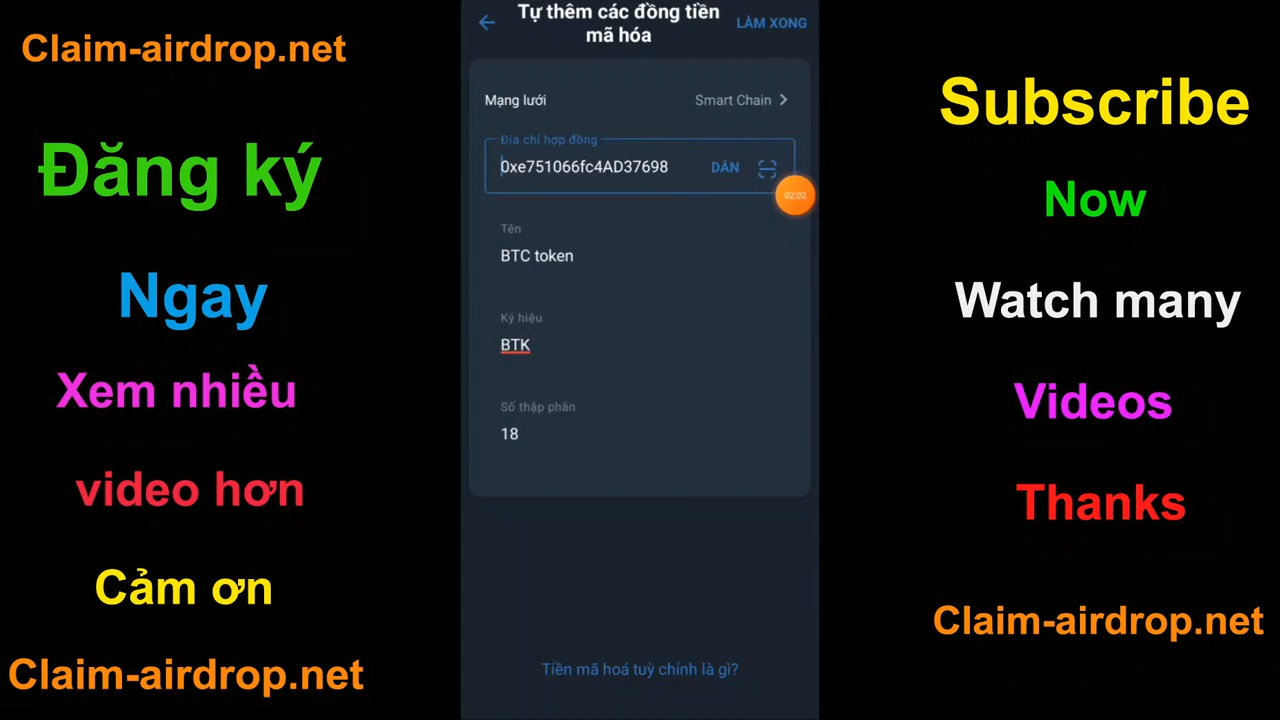 Claim-airdrop.net
Đăng ký
Ngay
Xem nhiều
video hơn
Cảm ơn
Claim-airdrop.net
Tự thêm các đồng tiền
mã hóa
LÀM XONG
Mạng lưới
Smart Chain
Địa chỉ hợp đồng
0xe751066fc4AD37698
DÁN
02:02
Tên
BTC token
Ký hiệu
BTK
Số thập phân
18
Tiền mã hoá tuỳ chỉnh là gì?
Subscribe
Now
Watch many
Videos
Thanks
Claim-airdrop.net